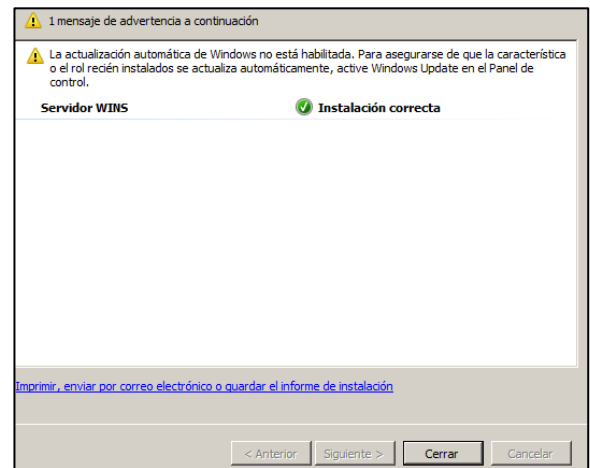 1 mensaje de advertencia a continuación
La actualización automática de Windows no está habilitada. Para asegurarse de que la característica
o el rol recién instalados se actualiza automáticamente, active Windows Update en el Panel de
control.
Servidor WINS Instalación correcta
Imprimir, enviar por correo electrónico o guardar el informe de instalación
< Anterior Siguiente > Cerrar Cancelar